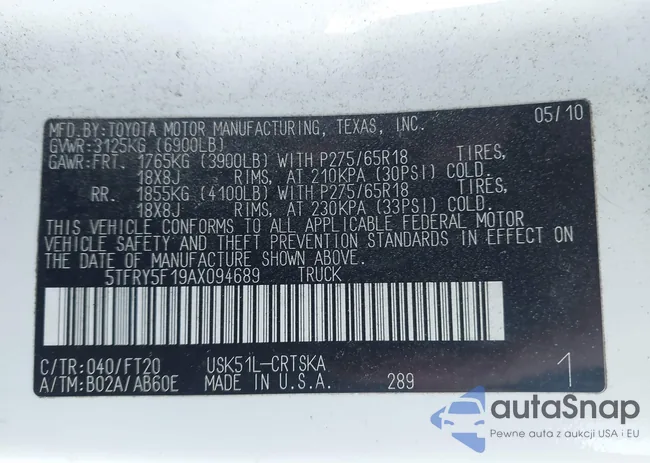 MFD.BY:TOYOTA MOTOR MANUFACTURING, TEXAS, INC. 05/10
GVWR:3125KG (6900LB)
GAWR:FRT. 1765KG (3900LB) WITH P275/65R18 TIRES,
18X8J RIMS, AT 210KPA (30PSI) COLD.
RR. 1855KG (4100LB) WITH P275/65R18 TIRES,
18X8J RIMS, AT 230KPA (33PSI) COLD.
THIS VEHICLE CONFORMS TO ALL APPLICABLE FEDERAL MOTOR
VEHICLE SAFETY AND THEFT PREVENTION STANDARDS IN EFFECT ON
THE DATE OF MANUFACTURE SHOWN ABOVE.
5TFRY5F19AX094689 TRUCK
C/TR:040/FT20 USK51L-CRTSKA
A/TM:B02A/AB60E MADE IN U.S.A. 289 1
autaSnap
Pewne auta z USA i EU